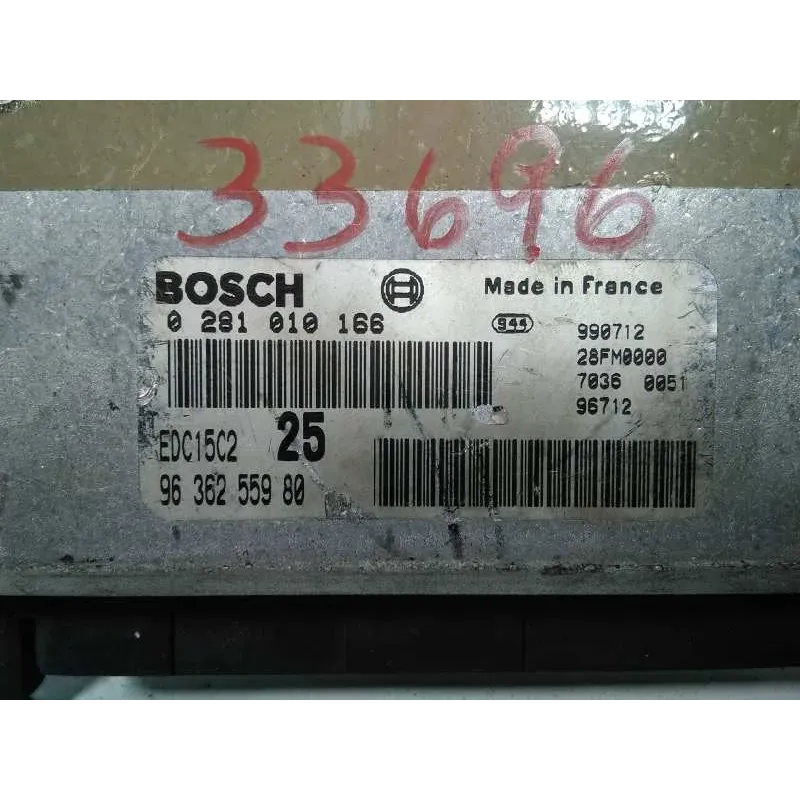 33696
BOSCH
Made in France
0 281 010 166
944
990712
28FM0000
7036 0051
96712
EDC15C2 25
96 362 559 80